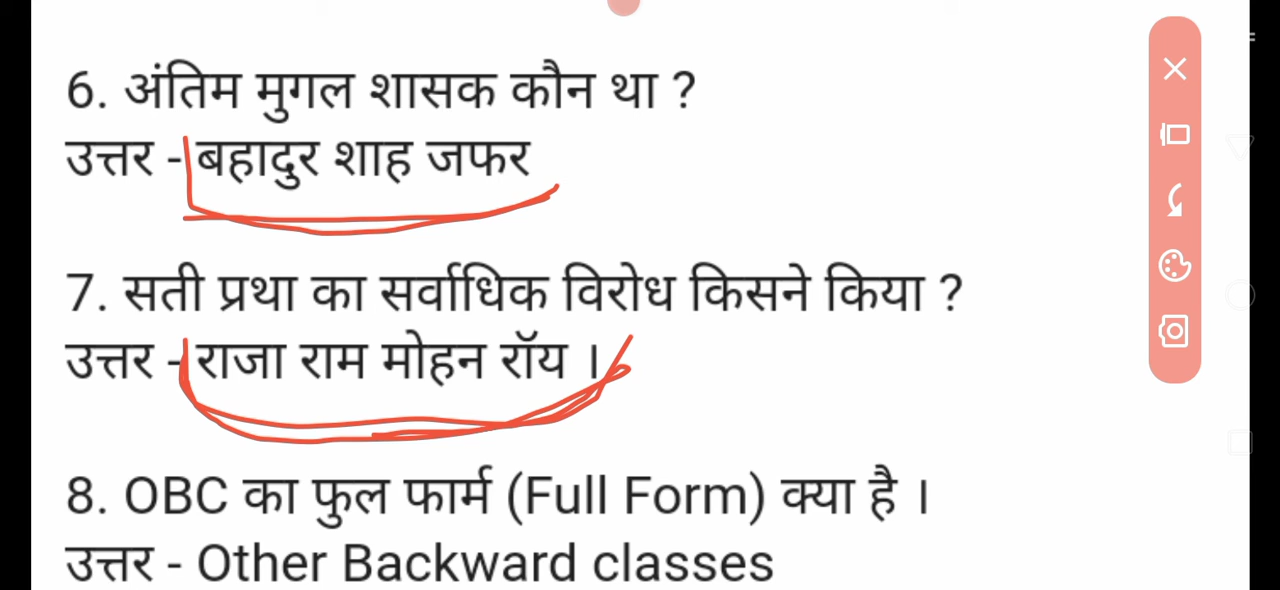 6. अंतिम मुगल शासक कौन था ?
उत्तर - बहादुर शाह जफर
7. सती प्रथा का सर्वाधिक विरोध किसने किया ?
उत्तर - राजा राम मोहन रॉय ।
8. OBC का फुल फार्म (Full Form) क्या है ।
उत्तर - Other Backward classes